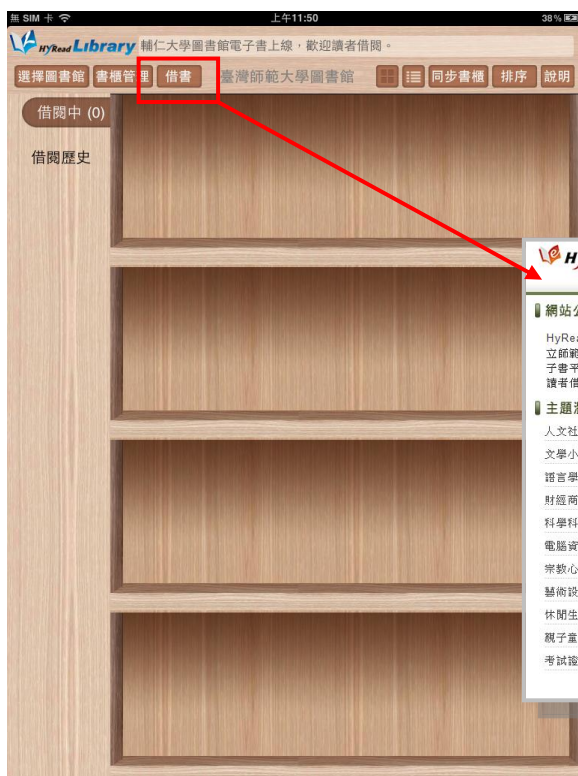 無 SIM 卡
上午11:50
38%
HyRead Library 輔仁大學圖書館電子書上線，歡迎讀者借閱。
選擇圖書館 書櫃管理 借書 臺灣師範大學圖書館 同步書櫃 排序 說明
借閱中 (0)
借閱歷史
網站
HyRea
立師範
子書平
讀者借
主題
人文社
文學小
語言學
財經商
科學科
電腦資
宗教心
藝術設
休閒生
親子童
考試證